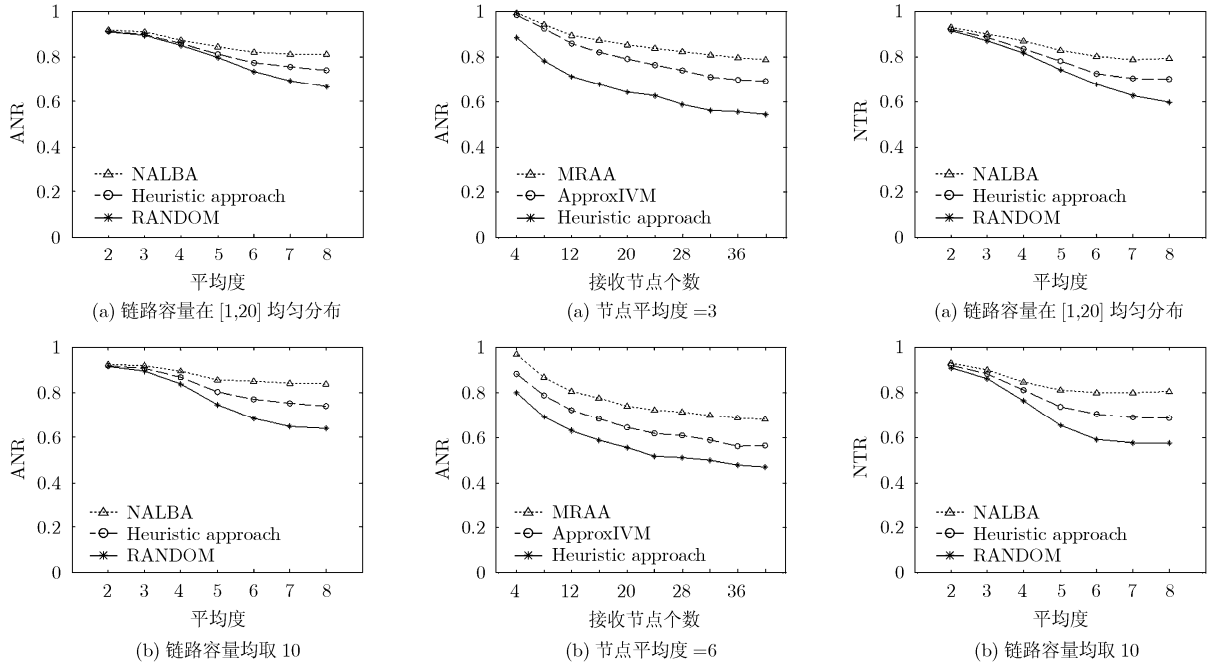 1
0.8
0.6
0.4
0.2
0
ANR
NALBA
Heuristic approach
RANDOM
2 3 4 5 6 7 8
平均度
(a) 链路容量在 [1,20] 均匀分布
1
0.8
0.6
0.4
0.2
0
ANR
MRAA
ApproxIVM
Heuristic approach
4 12 20 28 36
接收节点个数
(a) 节点平均度 =3
1
0.8
0.6
0.4
0.2
0
NTR
NALBA
Heuristic approach
RANDOM
2 3 4 5 6 7 8
平均度
(a) 链路容量在 [1,20] 均匀分布
1
0.8
0.6
0.4
0.2
0
ANR
NALBA
Heuristic approach
RANDOM
2 3 4 5 6 7 8
平均度
(b) 链路容量均取 10
1
0.8
0.6
0.4
0.2
0
ANR
MRAA
ApproxIVM
Heuristic approach
4 12 20 28 36
接收节点个数
(b) 节点平均度 =6
1
0.8
0.6
0.4
0.2
0
NTR
NALBA
Heuristic approach
RANDOM
2 3 4 5 6 7 8
平均度
(b) 链路容量均取 10